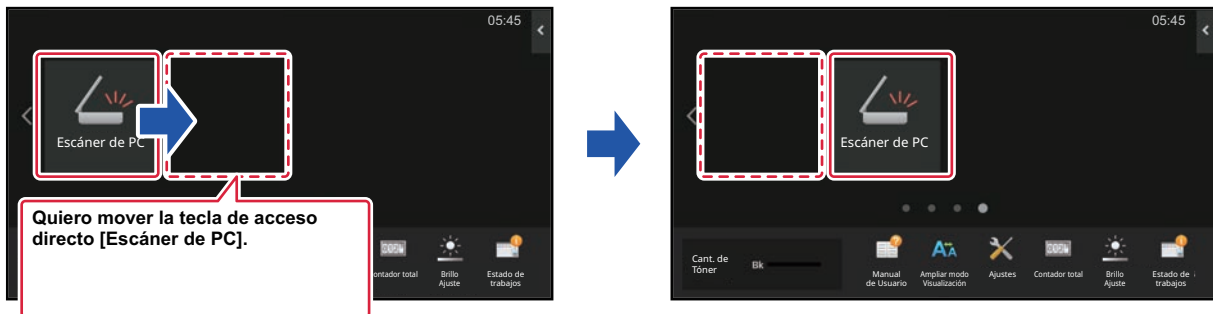 05:45
Escáner de PC
Quiero mover la tecla de acceso
directo [Escáner de PC].
ontador total
Brillo
Ajuste
Estado de
trabajos
05:45
Escáner de PC
Cant. de
Tóner
Bk
Manual
de Usuario
Ampliar modo
Visualización
Ajustes
Contador total
Brillo
Ajuste
Estado de
trabajos